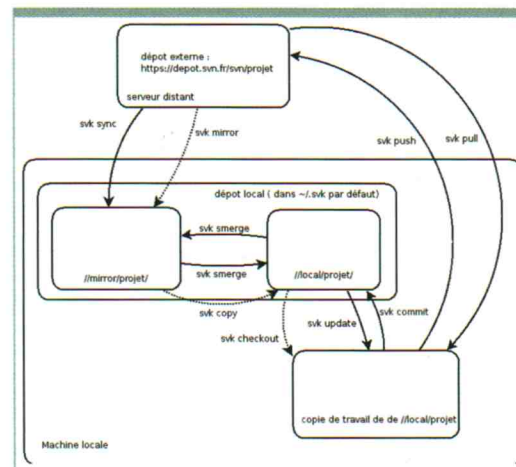 dépot externe :
https://depot.svn.fr/svn/projet
serveur distant
svk sync
svk mirror
svk push
svk pull
dépot local ( dans ~/.svk par défaut)
svk smerge
//mirror/projet/
svk smerge
//local/projet/
svk copy
svk checkout
svk update
svk commit
copie de travail de de //local/projet
Machine locale